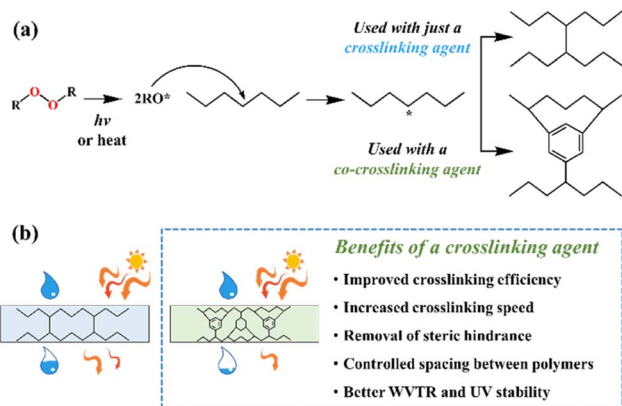 (a)
Used with just a
crosslinking agent
R O O R
2RO*
hv
or heat
*
Used with a
co-crosslinking agent
(b)
Benefits of a crosslinking agent
• Improved crosslinking efficiency
• Increased crosslinking speed
• Removal of steric hindrance
• Controlled spacing between polymers
• Better WVTR and UV stability